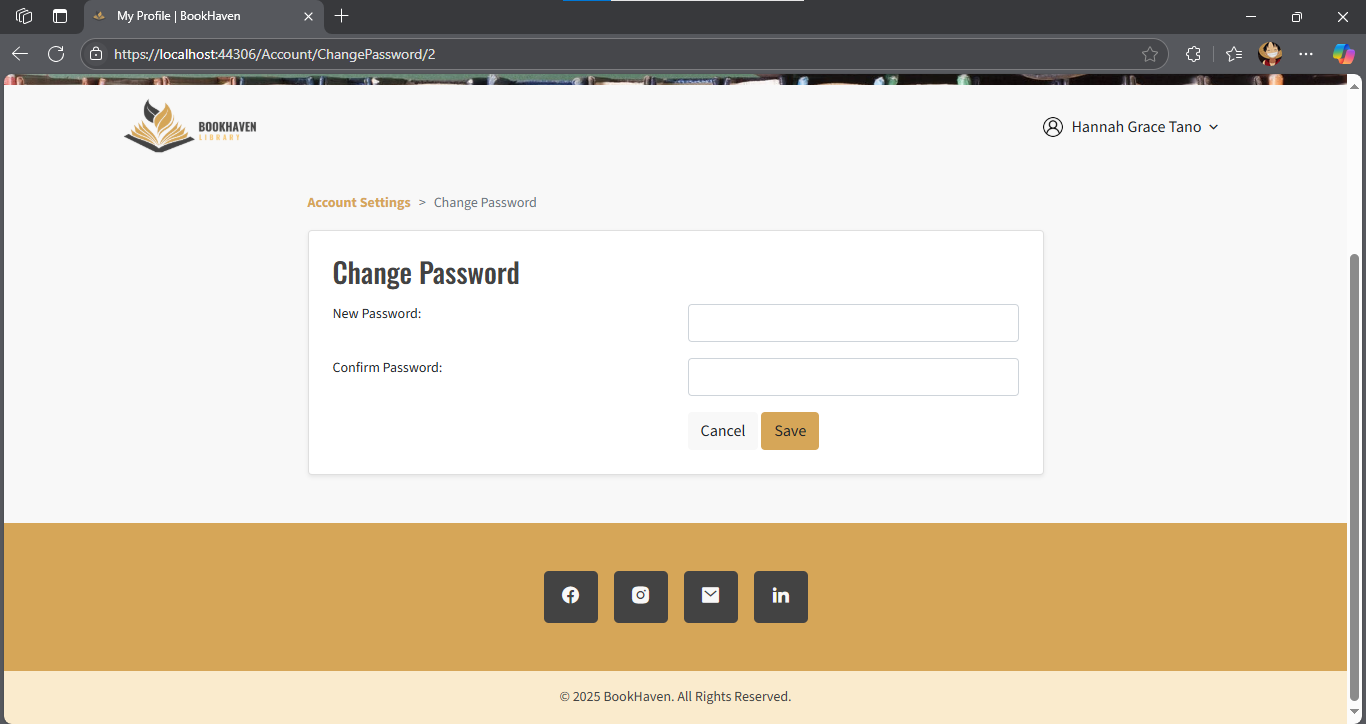 My Profile | BookHaven
https://localhost:44306/Account/ChangePassword/2
BOOKHAVEN
LIBRARY
Hannah Grace Tano
Account Settings > Change Password
Change Password
New Password:
Confirm Password:
Cancel Save
© 2025 BookHaven. All Rights Reserved.